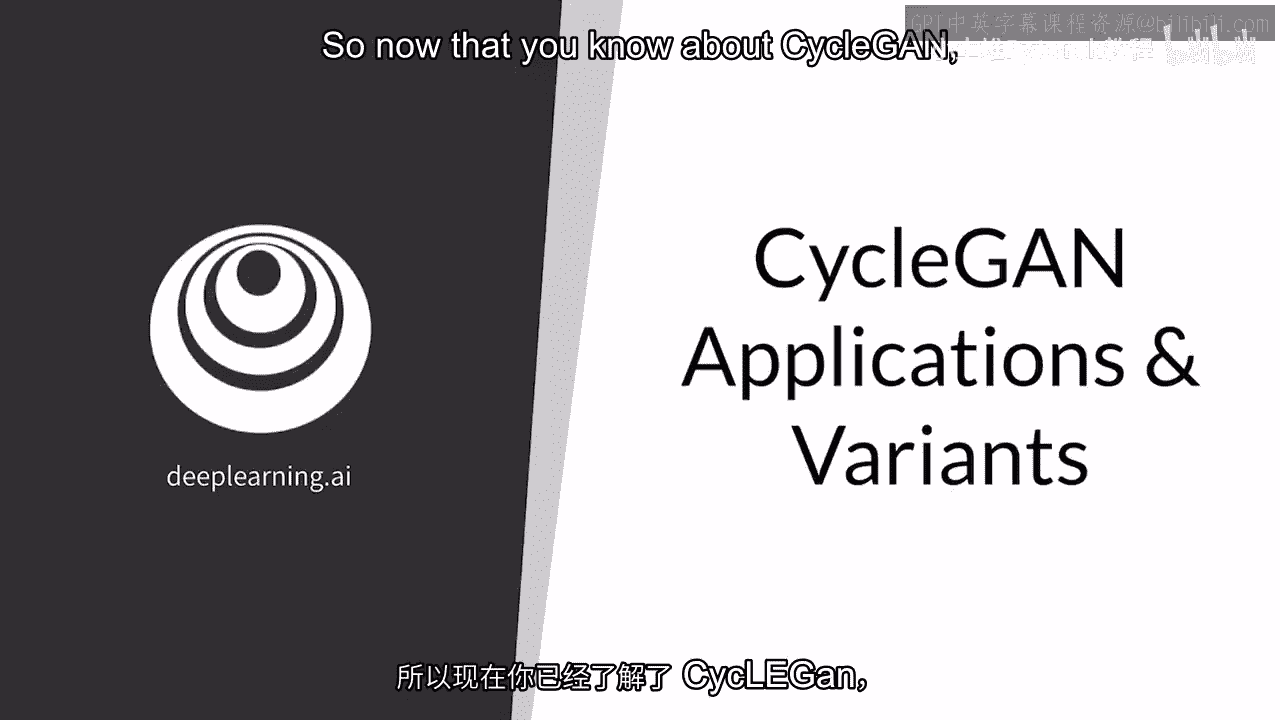 GPT中英字幕课程资源@bilibili.com
So now that you know about CycleGAN,
CycleGAN
Applications &
Variants
deeplearning.ai
所以现在你已经了解了 CycLEGan,